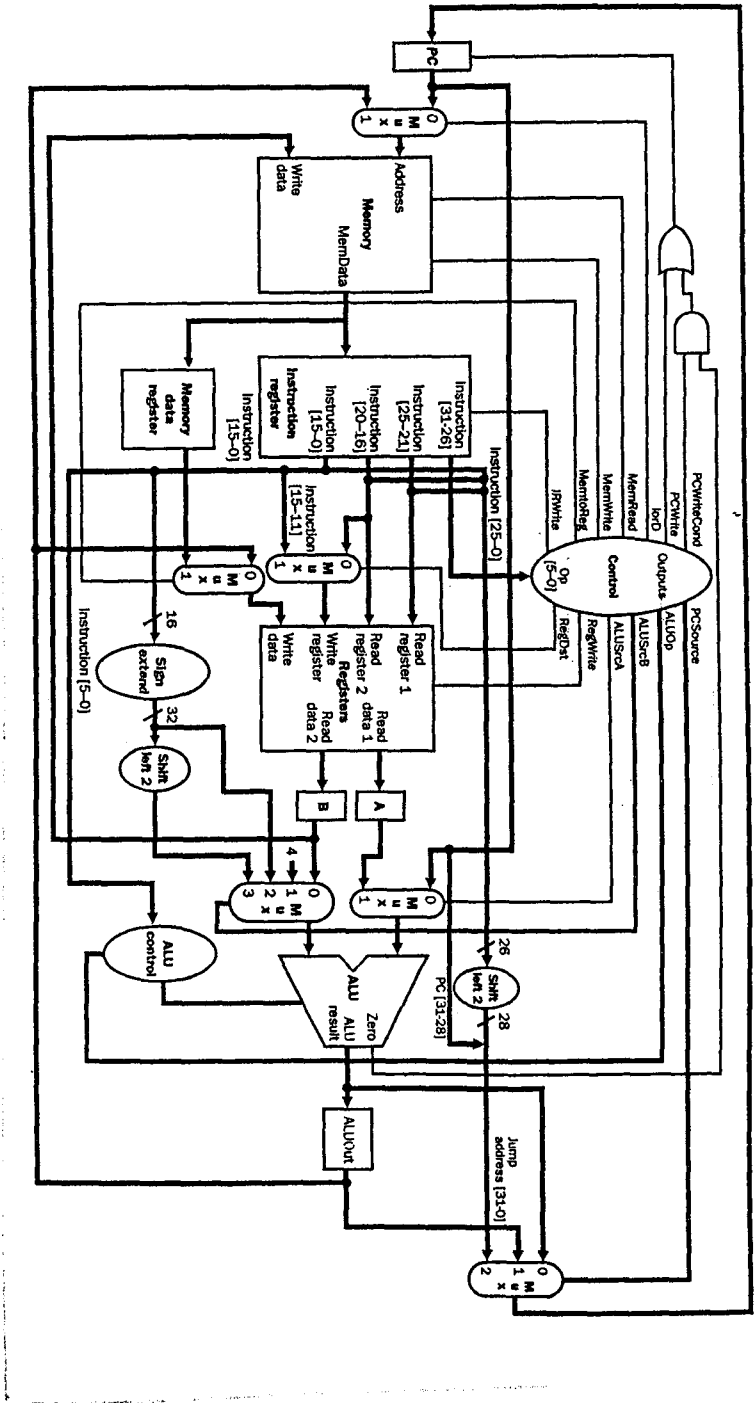 PC
0
M
u
x
1
Address
Memory
MemData
Write
data
Instruction
[31-26]
Instruction
[25–21]
Instruction
[20–16]
Instruction
[15–0]
Instruction
register
Memory
data
register
Instruction
[15–0]
PCWriteCond
PCWrite
IorD
MemRead
MemWrite
MemtoReg
IRWrite
Outputs
Control
Op
[5–0]
PCSource
ALUOp
ALUSrcB
ALUSrcA
RegWrite
RegDst
Instruction [25–0]
Instruction
[15–11]
0
M
u
x
1
0
M
u
x
1
Read
register 1
Read
register 2
Write
register
Write
data
Registers
Read
data 1
Read
data 2
16
Sign
extend
32
Shift
left 2
Instruction [5–0]
A
B
4
0
M
u
x
1
0
1
2
3
M
u
x
ALU
control
26
Shift
left 2
28
PC [31-28]
Zero
ALU
ALU
result
ALUOut
Jump
address [31-0]
0
1
2
M
u
x